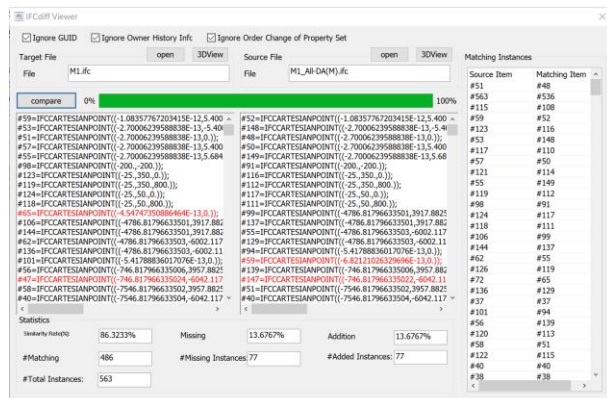 IFCdiff Viewer
Ignore GUID Ignore Owner History Infc Ignore Order Change of Property Set
Target File open 3DView Source File open 3DView Matching Instances
File M1.ifc File M1_All-DA(M).ifc
compare 0% 100%
#59=IFCCARTESIANPOINT((-1.08357767203415E-12,5.400
#53=IFCCARTESIANPOINT((-2.70006239588838E-13,-5.40
#63=IFCCARTESIANPOINT((-2.70006239588838E-13,0.));
#57=IFCCARTESIANPOINT((-2.70006239588838E-13,5.400
#55=IFCCARTESIANPOINT((-2.70006239588838E-13,5.684
#98=IFCCARTESIANPOINT((-200.,-200.));
#123=IFCCARTESIANPOINT((-25.,350.,0.));
#119=IFCCARTESIANPOINT((-25.,350.,800.));
#124=IFCCARTESIANPOINT((-25.,50.,0.));
#118=IFCCARTESIANPOINT((-25.,50.,800.));
#65=IFCCARTESIANPOINT((-4.54747350886464E-13,0.));
#106=IFCCARTESIANPOINT((-4786.81796633501,3917.882
#144=IFCCARTESIANPOINT((-4786.81796633501,3917.882
#62=IFCCARTESIANPOINT((-4786.81796633503,-6002.11
#136=IFCCARTESIANPOINT((-4786.81796633503,-6002.11
#101=IFCCARTESIANPOINT((-5.41788836017076E-13,0.));
#56=IFCCARTESIANPOINT((-746.817966335006,3957.8825
#47=IFCCARTESIANPOINT((-746.817966335024,-6042.117
#58=IFCCARTESIANPOINT((-7546.81796633502,3957.8825
#40=IFCCARTESIANPOINT((-7546.81796633504,-6042.117
#52=IFCCARTESIANPOINT((-1.08357767203415E-12,5.400
#148=IFCCARTESIANPOINT((-2.70006239588838E-13,-5.4
#48=IFCCARTESIANPOINT((-2.70006239588838E-13,0.));
#50=IFCCARTESIANPOINT((-2.70006239588838E-13,5.400
#149=IFCCARTESIANPOINT((-2.70006239588838E-13,5.68
#91=IFCCARTESIANPOINT((-200.,-200.));
#116=IFCCARTESIANPOINT((-25.,350.,0.));
#112=IFCCARTESIANPOINT((-25.,350.,800.));
#117=IFCCARTESIANPOINT((-25.,50.,0.));
#111=IFCCARTESIANPOINT((-25.,50.,800.));
#99=IFCCARTESIANPOINT((-4786.81796633501,3917.8825
#137=IFCCARTESIANPOINT((-4786.81796633501,3917.882
#55=IFCCARTESIANPOINT((-4786.81796633503,-6002.117
#129=IFCCARTESIANPOINT((-4786.81796633503,-6002.11
#94=IFCCARTESIANPOINT((-5.41788836017076E-13,0.));
#59=IFCCARTESIANPOINT((-6.82121026329696E-13,0.));
#139=IFCCARTESIANPOINT((-746.817966335006,3957.882
#147=IFCCARTESIANPOINT((-746.817966335022,-6042.11
#51=IFCCARTESIANPOINT((-7546.81796633502,3957.8825
#40=IFCCARTESIANPOINT((-7546.81796633504,-6042.117
Source Item Matching Item
#51 #48
#563 #536
#115 #108
#59 #52
#123 #116
#53 #148
#117 #110
#57 #50
#121 #114
#55 #149
#119 #112
#98 #91
#124 #117
#118 #111
#106 #99
#144 #137
#62 #55
#126 #119
#72 #65
#136 #129
#37 #37
#101 #94
#56 #139
#120 #113
#58 #51
#122 #115
#40 #40
#38 #38
Statistics
Similarity Rate(%): 86.3233% Missing 13.6767% Addition 13.6767%
#Matching 486 #Missing Instances: 77 #Added Instances: 77
#Total Instances: 563